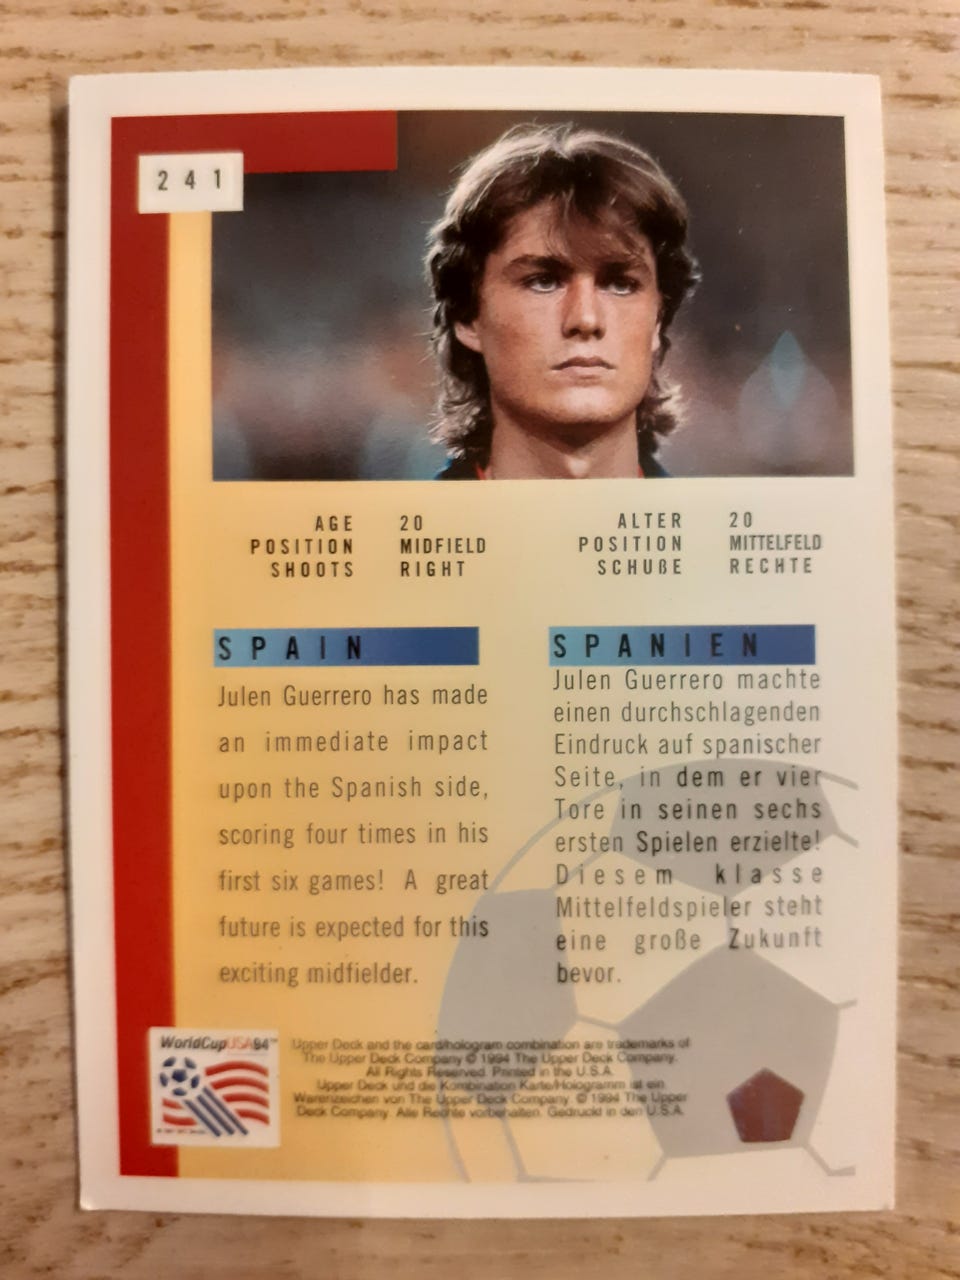 241
AGE 20
POSITION MIDFIELD
SHOOTS RIGHT
ALTER 20
POSITION MITTELFELD
SCHUßE RECHTE
SPAIN
Julen Guerrero has made
an immediate impact
upon the Spanish side,
scoring four times in his
first six games! A great
future is expected for this
exciting midfielder.
SPANIEN
Julen Guerrero machte
einen durchschlagenden
Eindruck auf spanischer
Seite, in dem er vier
Tore in seinen sechs
ersten Spielen erzielte!
Diesem klasse
Mittelfeldspieler steht
eine große Zukunft
bevor.
WorldCupUSA94™
Upper Deck and the card/hologram combination are trademarks of
The Upper Deck Company © 1994 The Upper Deck Company.
All Rights Reserved. Printed in the U.S.A.
Upper Deck und die Kombination Karte/Hologramm ist ein
Warenzeichen von The Upper Deck Company. © 1994 The Upper
Deck Company. Alle Rechte vorbehalten. Gedruckt in den U.S.A.